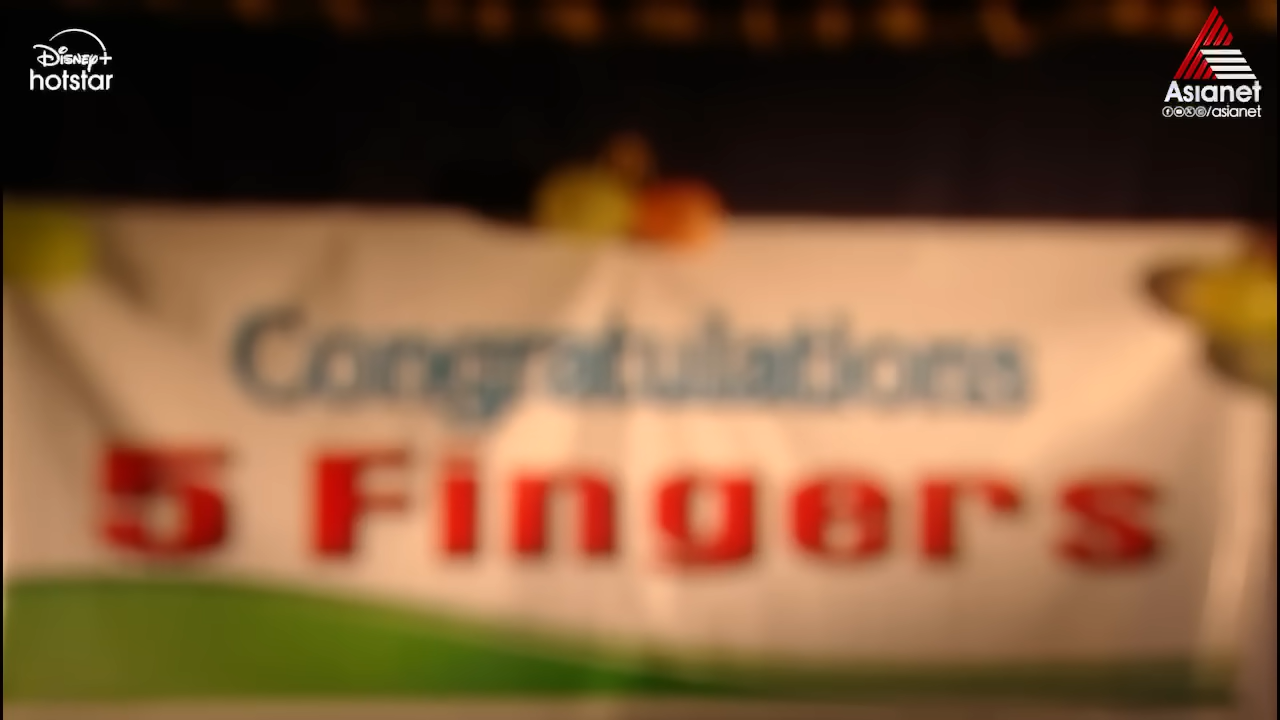 Disney+
hotstar
Asianet
/asianet
Congratulations
5 Fingers